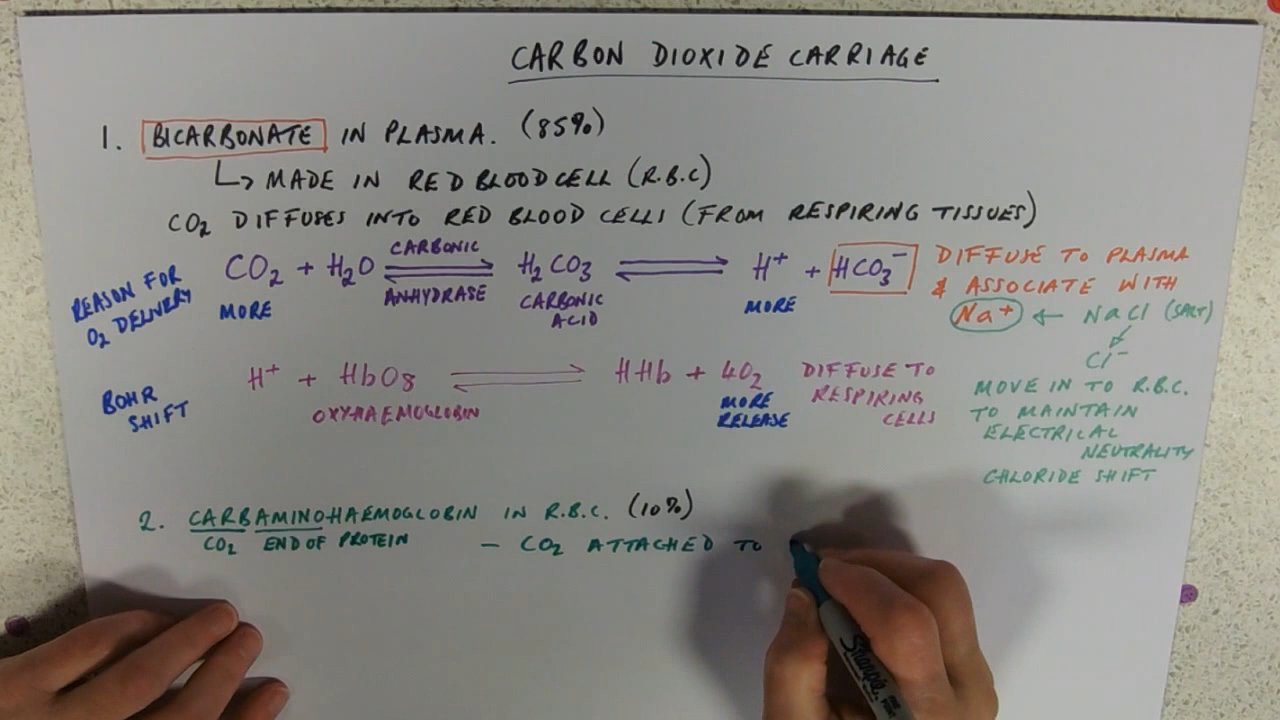 CARBON DIOXIDE CARRIAGE
1. BICARBONATE IN PLASMA. (85%)
↳ MADE IN RED BLOOD CELL (R.B.C)
CO₂ DIFFUSES INTO RED BLOOD CELLS (FROM RESPIRING TISSUES)
REASON FOR
O₂ DELIVERY
CO₂ + H₂O ⇌ H₂CO₃ ⇌ H⁺ + HCO₃⁻
CARBONIC
ANHYDRASE
MORE
CARBONIC
ACID
MORE
DIFFUSE TO PLASMA
& ASSOCIATE WITH
Na⁺ ← NaCl (SALT)
Cl⁻
MOVE IN TO R.B.C.
TO MAINTAIN
ELECTRICAL
NEUTRALITY
CHLORIDE SHIFT
BOHR
SHIFT
H⁺ + HbO8 ⇌ HHb + 4O₂
OXYHAEMOGLOBIN
MORE
RELEASE
DIFFUSE TO
RESPIRING
CELLS
2. CARBAMINOHAEMOGLOBIN IN R.B.C. (10%)
CO₂ END OF PROTEIN - CO₂ ATTACHED TO
Sharpie